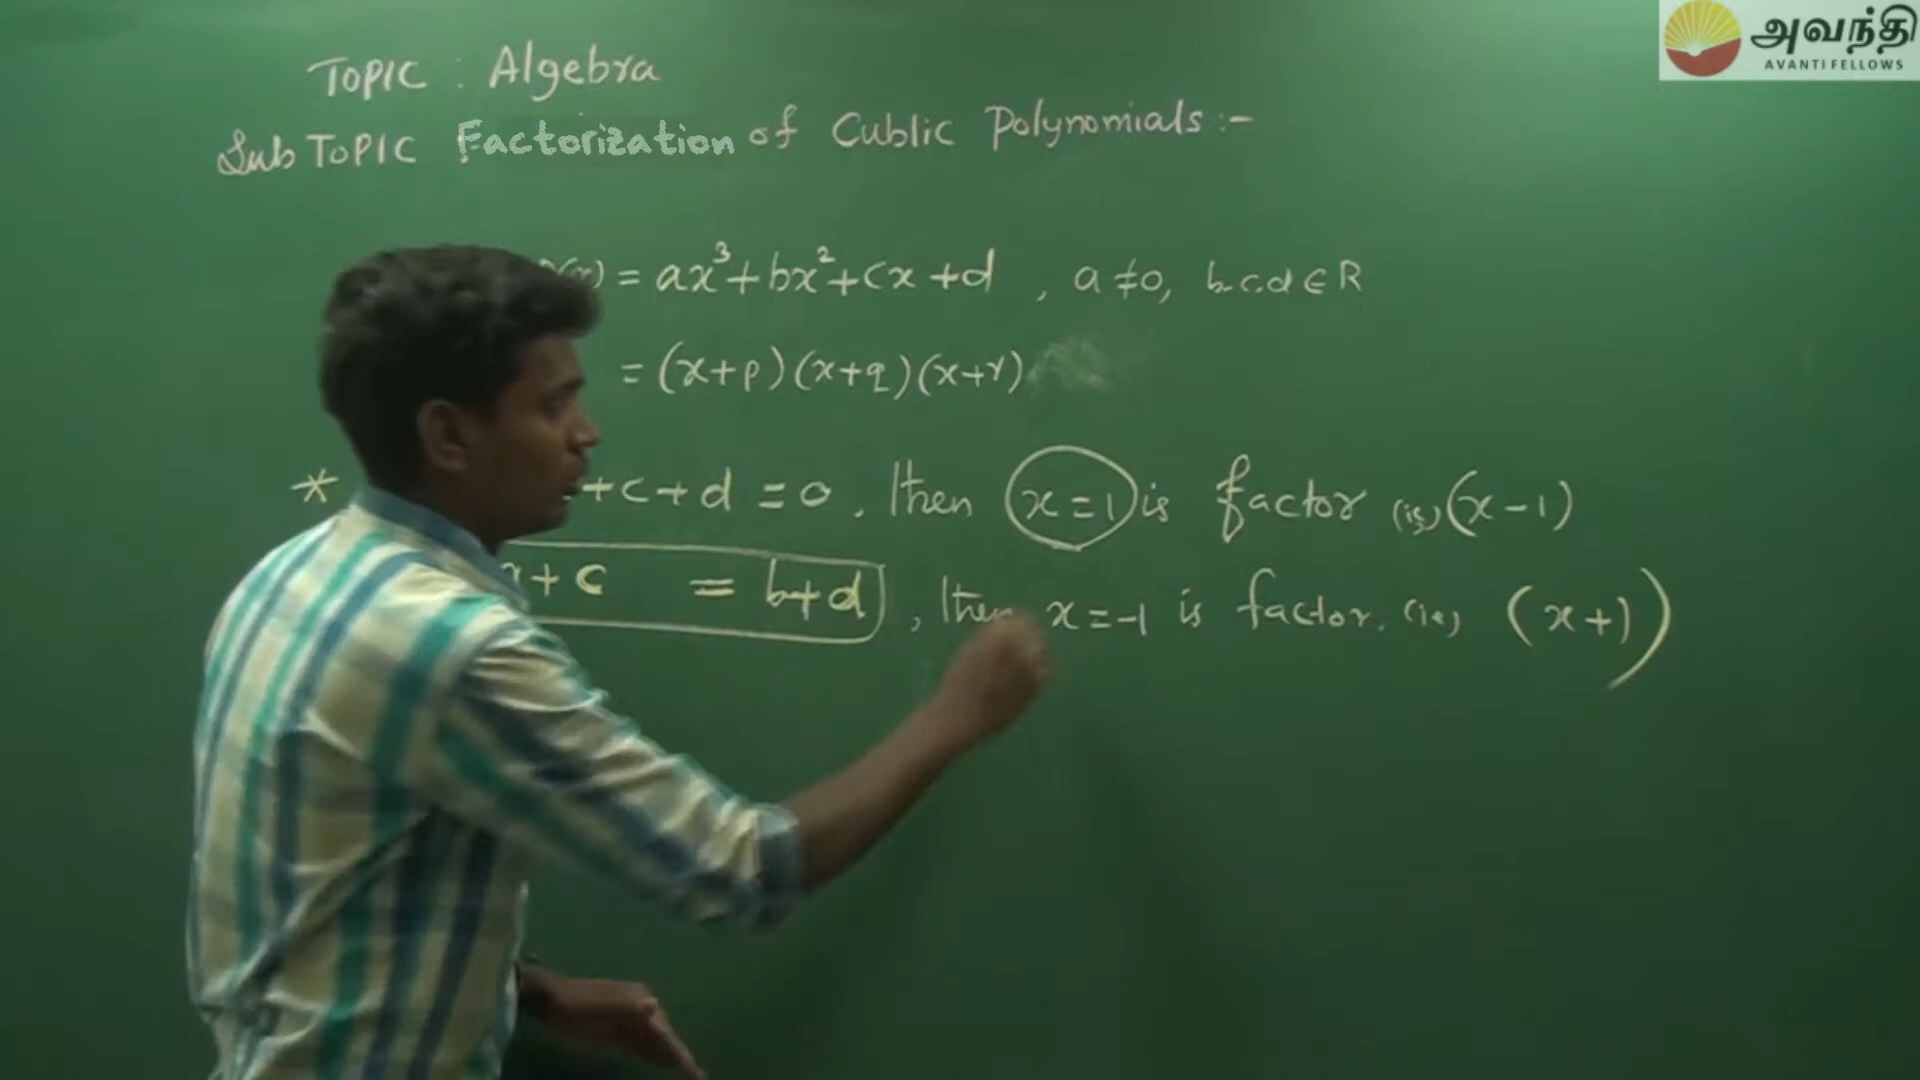 அவந்தி
AVANTI FELLOWS
TOPIC : Algebra
Sub TOPIC : Factorization of Cublic Polynomials :-
(x) = ax³+bx²+cx+d , a≠0, b,c,d ∈ R
= (x+p)(x+q)(x+r)
* +c+d =0, then x=1 is factor (ie) (x-1)
+c = b+d , then x=-1 is factor. (ie) (x+1)